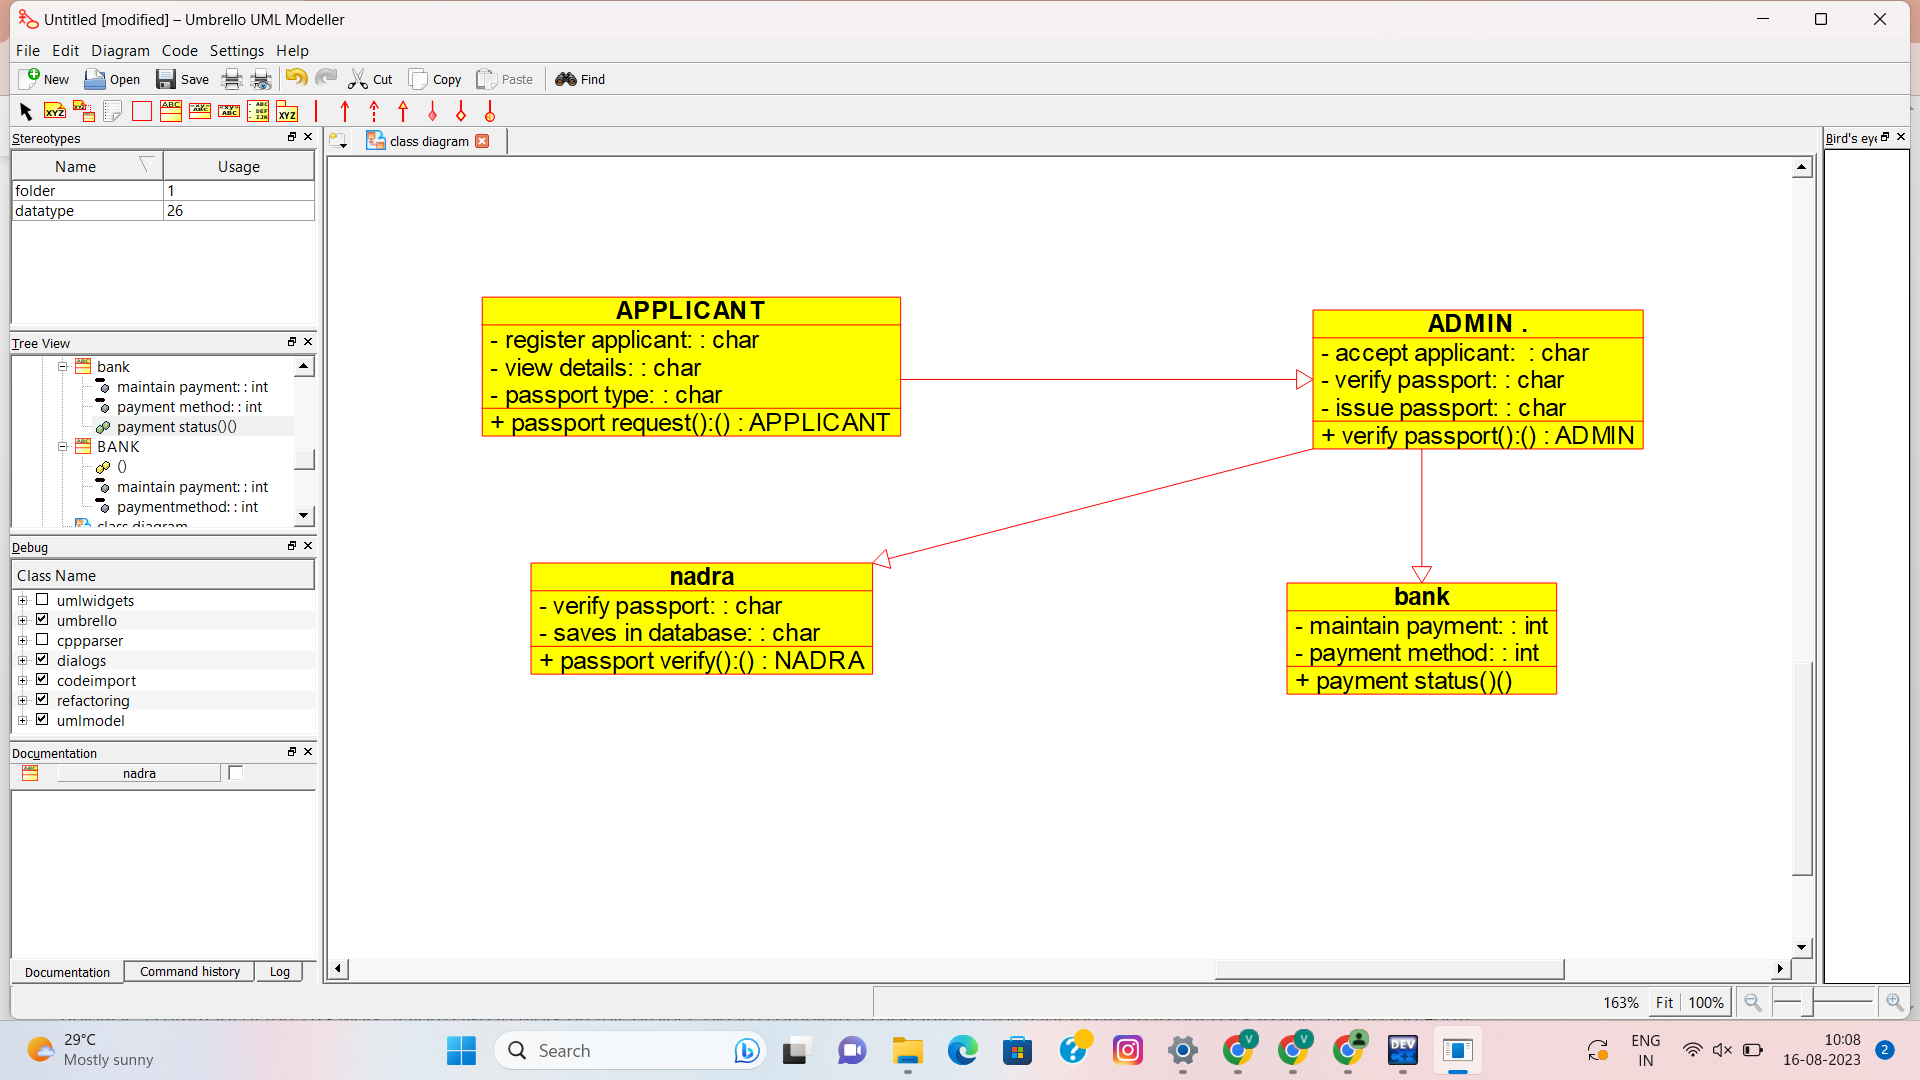 Untitled [modified] – Umbrello UML Modeller
File Edit Diagram Code Settings Help
New Open Save Cut Copy Paste Find
Stereotypes
Name Usage
folder 1
datatype 26
Tree View
bank
maintain payment: : int
payment method: : int
payment status()()
BANK
()
maintain payment: : int
paymentmethod: : int
class diagram
Debug
Class Name
umlwidgets
umbrello
cppparser
dialogs
codeimport
refactoring
umlmodel
Documentation
nadra
Documentation Command history Log
class diagram
APPLICANT
- register applicant: : char
- view details: : char
- passport type: : char
+ passport request():() : APPLICANT
ADMIN .
- accept applicant:  : char
- verify passport: : char
- issue passport: : char
+ verify passport():() : ADMIN
nadra
- verify passport: : char
- saves in database: : char
+ passport verify():() : NADRA
bank
- maintain payment: : int
- payment method: : int
+ payment status()()
Bird's eye
163% Fit 100%
29°C
Mostly sunny
Search
DEV
C++
ENG
IN
10:08
16-08-2023
2